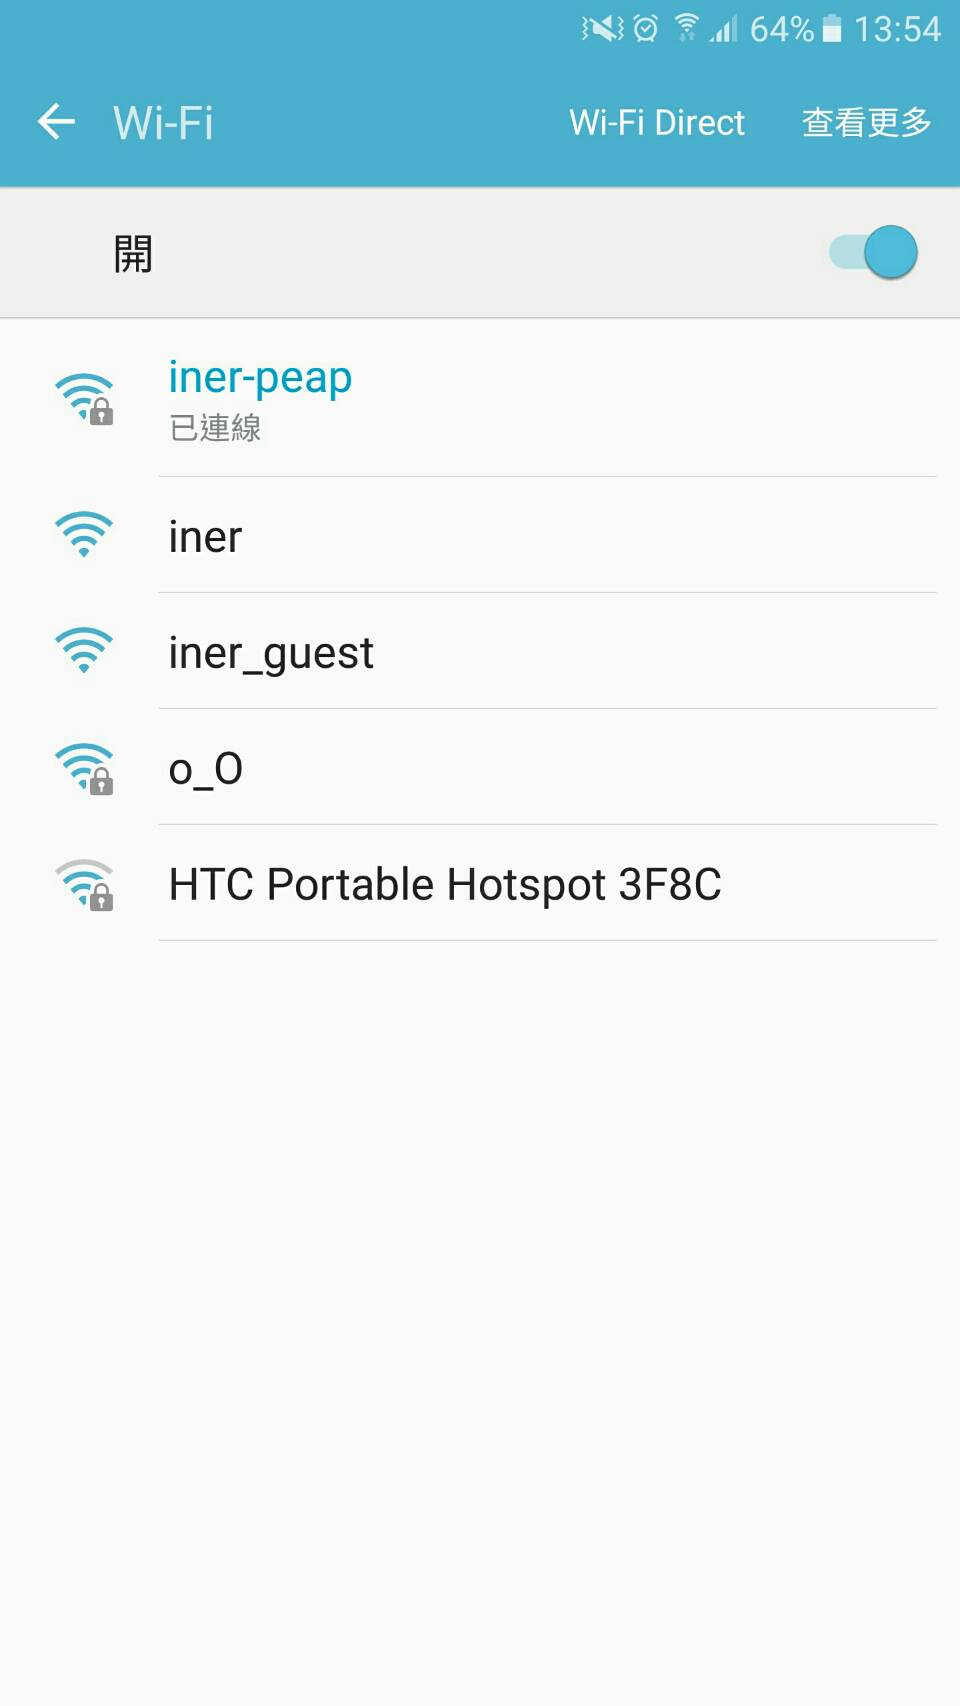 64% 13:54
Wi-Fi Wi-Fi Direct 查看更多
開
iner-peap
已連線
iner
iner_guest
o_O
HTC Portable Hotspot 3F8C